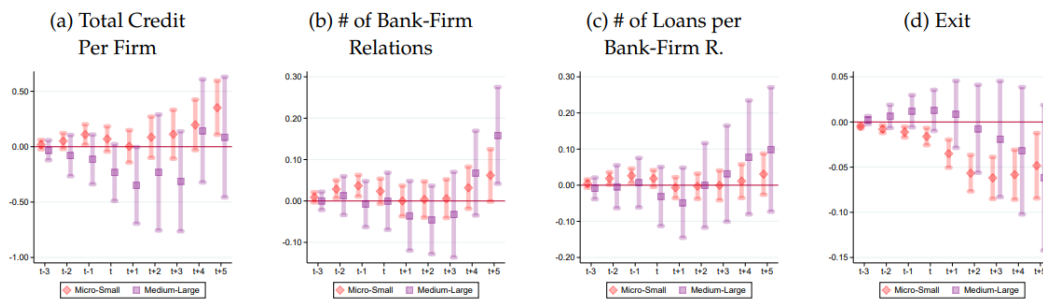 (a) Total Credit
Per Firm
0.50
0.00
-0.50
-1.00
t-3 t-2 t-1 t t+1 t+2 t+3 t+4 t+5
Micro-Small Medium-Large
(b) # of Bank-Firm
Relations
0.30
0.20
0.10
0.00
-0.10
t-3 t-2 t-1 t t+1 t+2 t+3 t+4 t+5
Micro-Small Medium-Large
(c) # of Loans per
Bank-Firm R.
0.30
0.20
0.10
0.00
-0.10
-0.20
t-3 t-2 t-1 t t+1 t+2 t+3 t+4 t+5
Micro-Small Medium-Large
(d) Exit
0.05
0.00
-0.05
-0.10
-0.15
t-3 t-2 t-1 t t+1 t+2 t+3 t+4 t+5
Micro-Small Medium-Large